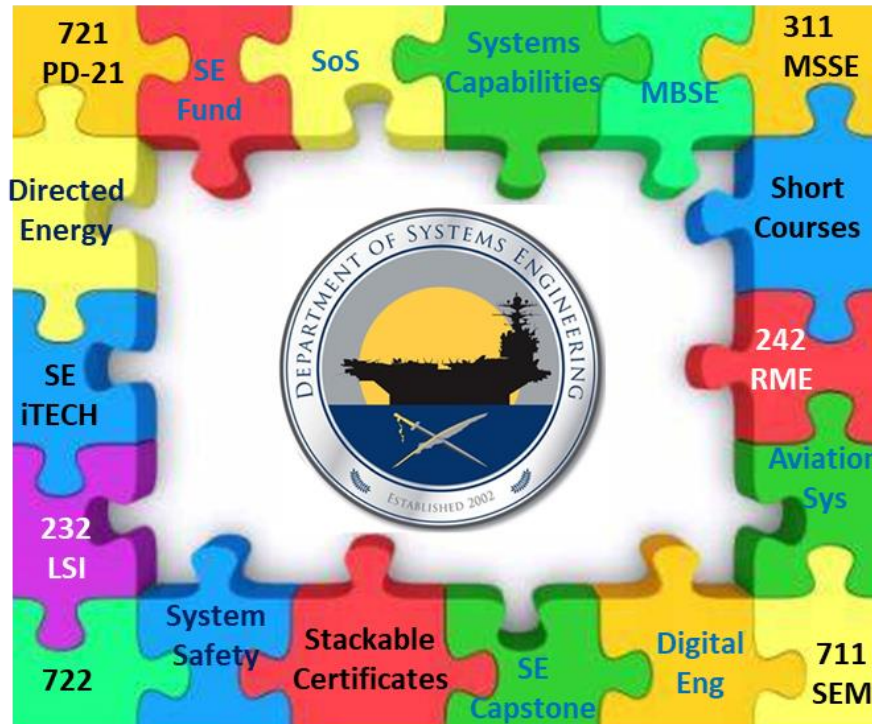 721
PD-21
SE
Fund
SoS
Systems
Capabilities
MBSE
311
MSSE
Directed
Energy
Short
Courses
DEPARTMENT OF SYSTEMS ENGINEERING
ESTABLISHED 2002
SE
iTECH
242
RME
Aviation
Sys
232
LSI
722
System
Safety
Stackable
Certificates
SE
Capstone
Digital
Eng
711
SEM